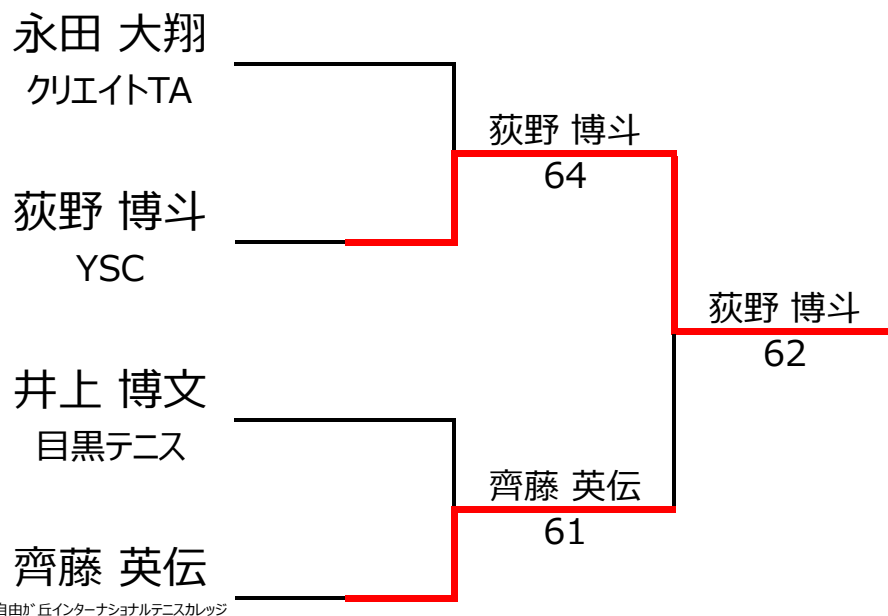 永田 大翔
クリエイトTA
荻野 博斗
64
荻野 博斗
YSC
荻野 博斗
62
井上 博文
目黒テニス
齊藤 英伝
61
齊藤 英伝
自由が丘インターナショナルテニスカレッジ